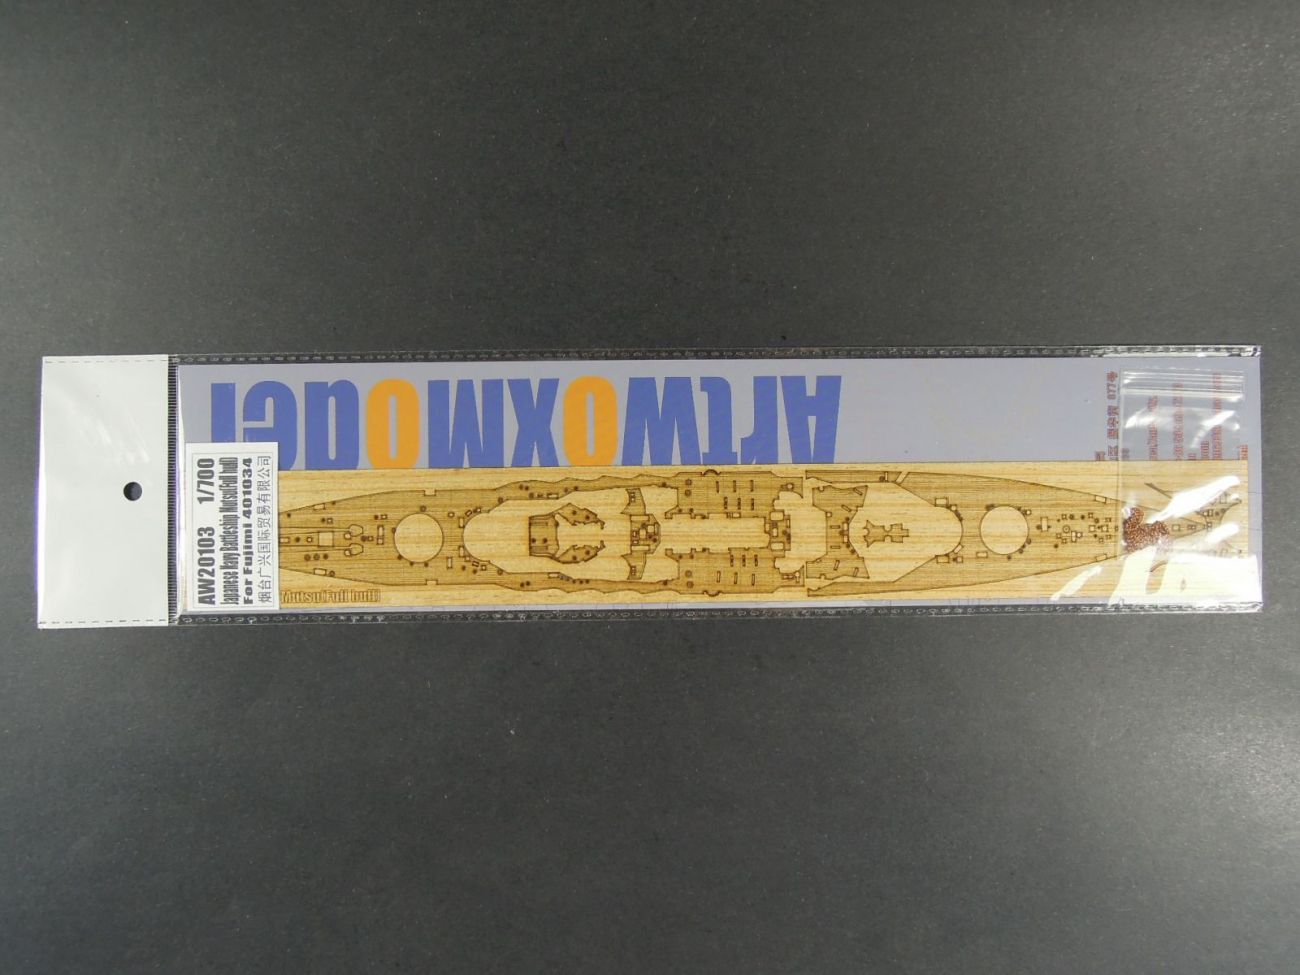 ArtwoxModel
AW20103 1/700
Japanese Navy Battleship Mutsu(Full hull)
For Fujimi 401034
烟台广兴国际贸易有限公司
Mutsu(Full hull)